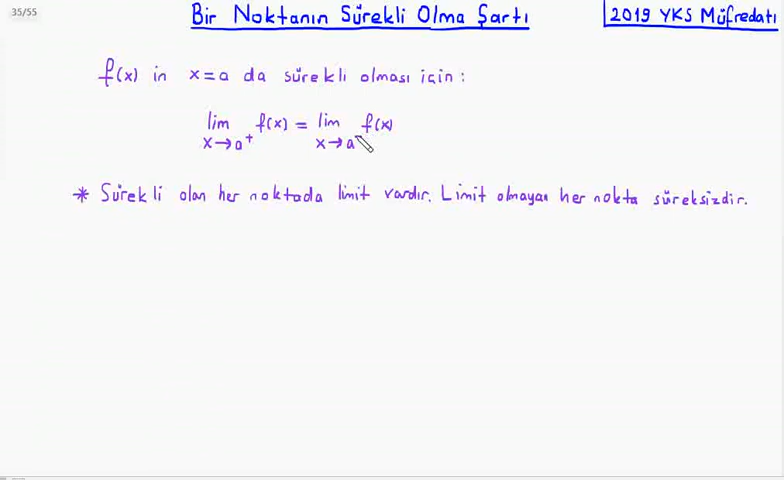 35/55
Bir Noktanın Sürekli Olma Şartı
2019 YKS Müfredatı
f(x) in x=a da sürekli olması için:
lim f(x) = lim f(x)
x→a⁺ x→a
* Sürekli olan her noktada limit vardır. Limit olmayan her nokta süreksizdir.